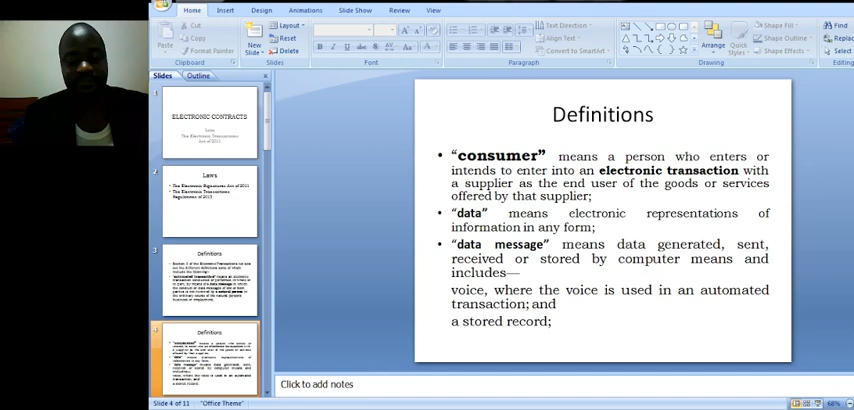 Home Insert Design Animations Slide Show Review View
Cut
Copy
Format Painter
Paste
Clipboard
New
Slide
Layout
Reset
Delete
Slides
Font
Text Direction
Align Text
Convert to SmartArt
Paragraph
Arrange
Quick
Styles
Shape Fill
Shape Outline
Shape Effects
Drawing
Find
Replac
Select
Editing
Slides Outline
1
ELECTRONIC CONTRACTS
Laws
The Electronic Transactions
Act of 2011
2
Laws
• The Electronic Signatures Act of 2011
• The Electronic Transactions
Regulations of 2013
3
Definitions
4
Definitions
Definitions
• “consumer” means a person who enters or
intends to enter into an electronic transaction with
a supplier as the end user of the goods or services
offered by that supplier;
• “data” means electronic representations of
information in any form;
• “data message” means data generated, sent,
received or stored by computer means and
includes—
voice, where the voice is used in an automated
transaction; and
a stored record;
Click to add notes
Slide 4 of 11 "Office Theme" 68%